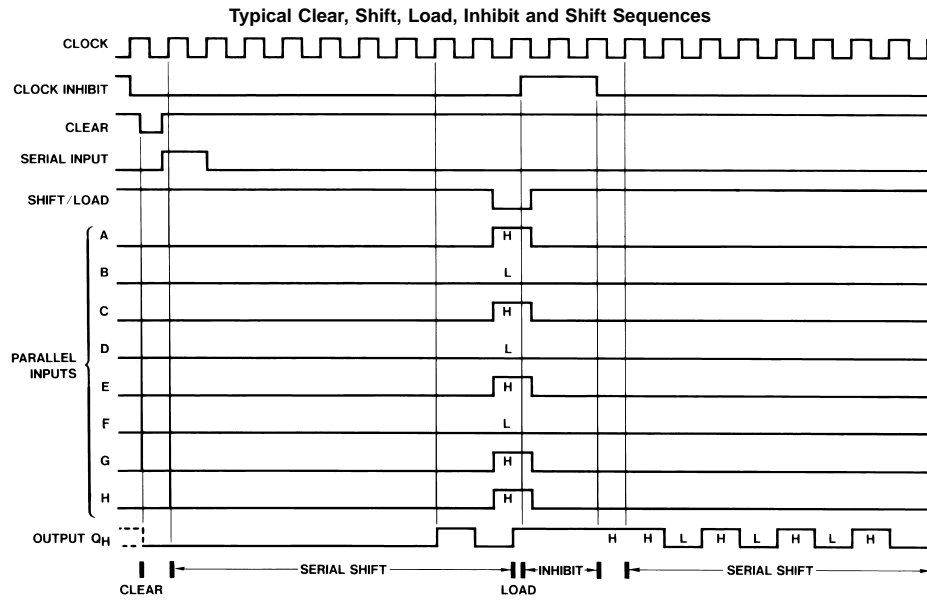 Typical Clear, Shift, Load, Inhibit and Shift Sequences
CLOCK
CLOCK INHIBIT
CLEAR
SERIAL INPUT
SHIFT/LOAD
A
H
B
L
C
H
D
L
PARALLEL
INPUTS
E
H
F
L
G
H
H
H
OUTPUT QH
H H L H L H L H
SERIAL SHIFT INHIBIT SERIAL SHIFT
CLEAR LOAD